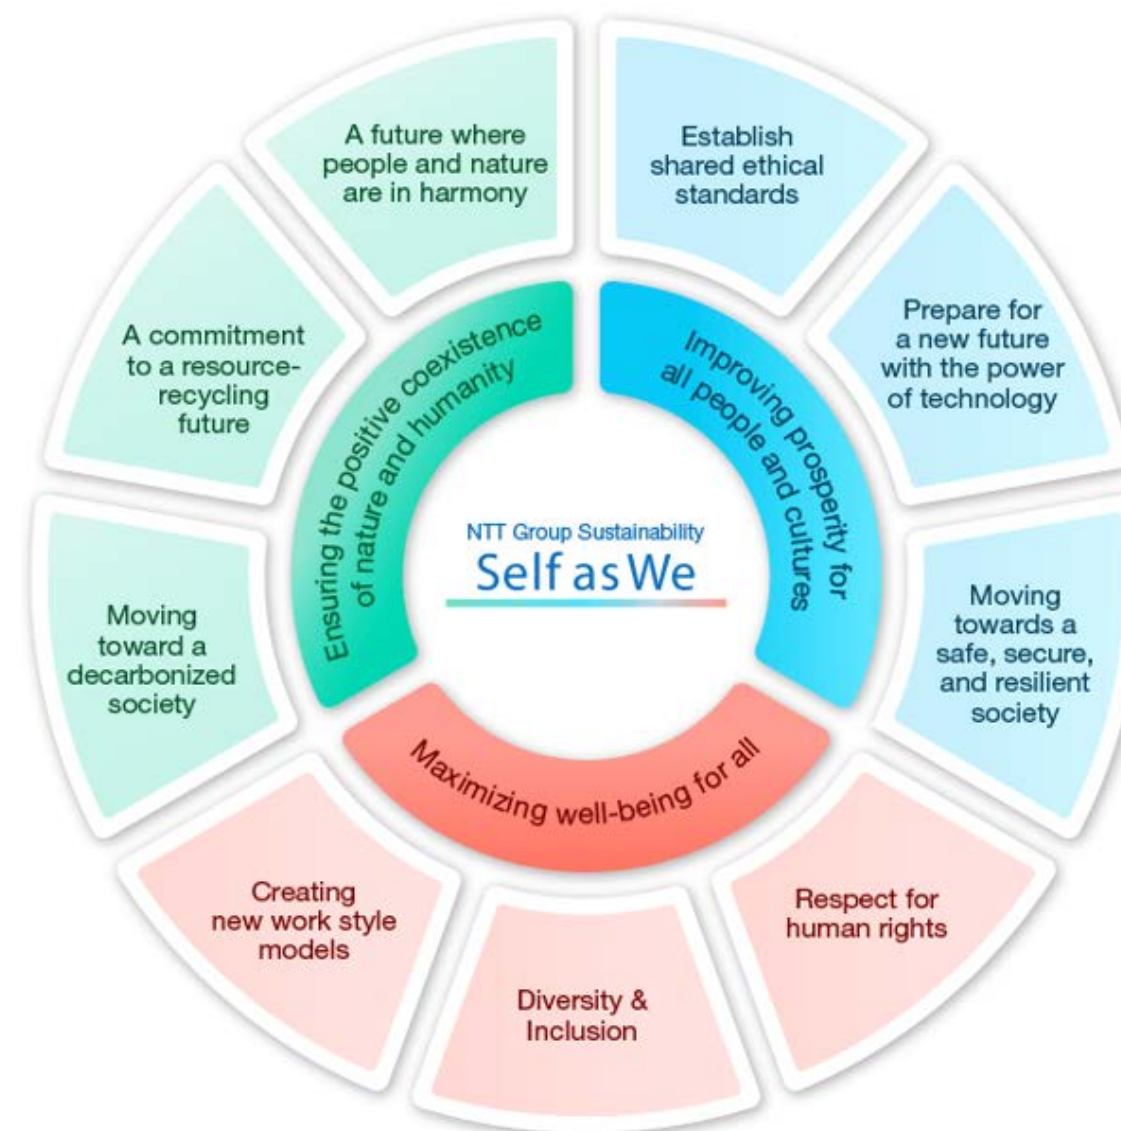 NTT Group Sustainability
Self as We
Improving prosperity for
all people and cultures
Establish
shared ethical
standards
Prepare for
a new future
with the power
of technology
Moving
towards a
safe, secure,
and resilient
society
Maximizing well-being for all
Respect for
human rights
Diversity &
Inclusion
Creating
new work style
models
Ensuring the positive coexistence
of nature and humanity
Moving
toward a
decarbonized
society
A commitment
to a resource-
recycling
future
A future where
people and nature
are in harmony